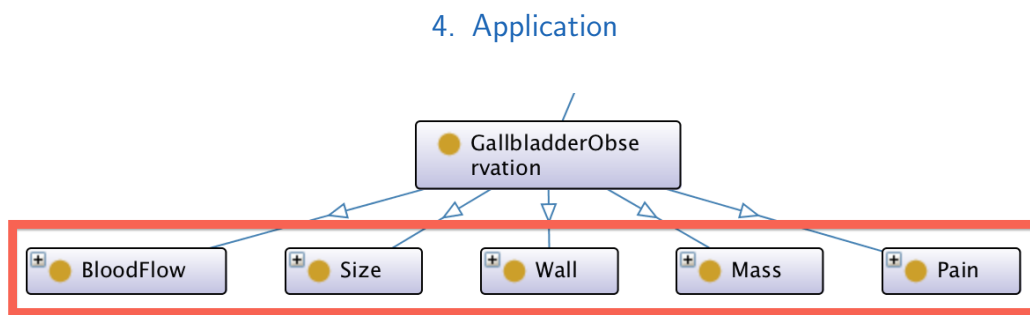 4. Application
GallbladderObse
rvation
BloodFlow
Size
Wall
Mass
Pain